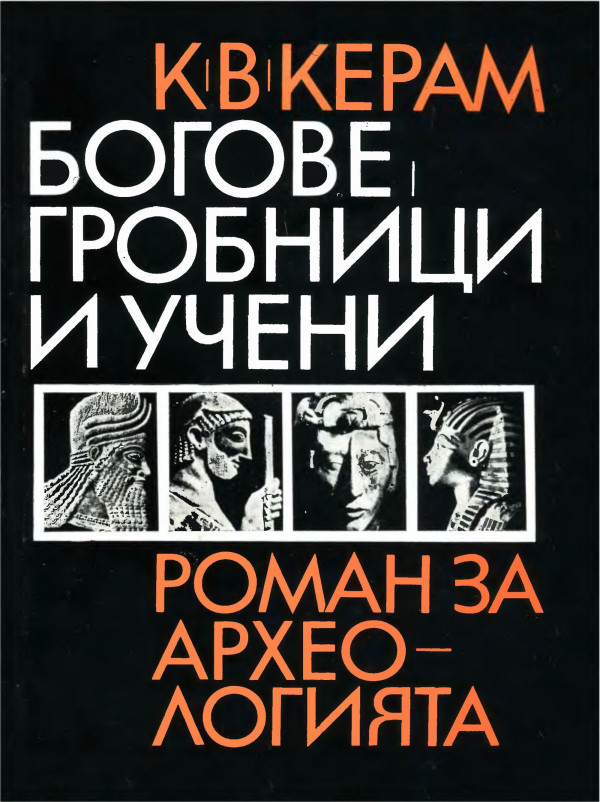 К.В.КЕРАМ
БОГОВЕ,
ГРОБНИЦИ
И УЧЕНИ
РОМАН ЗА
АРХЕО-
ЛОГИЯТА